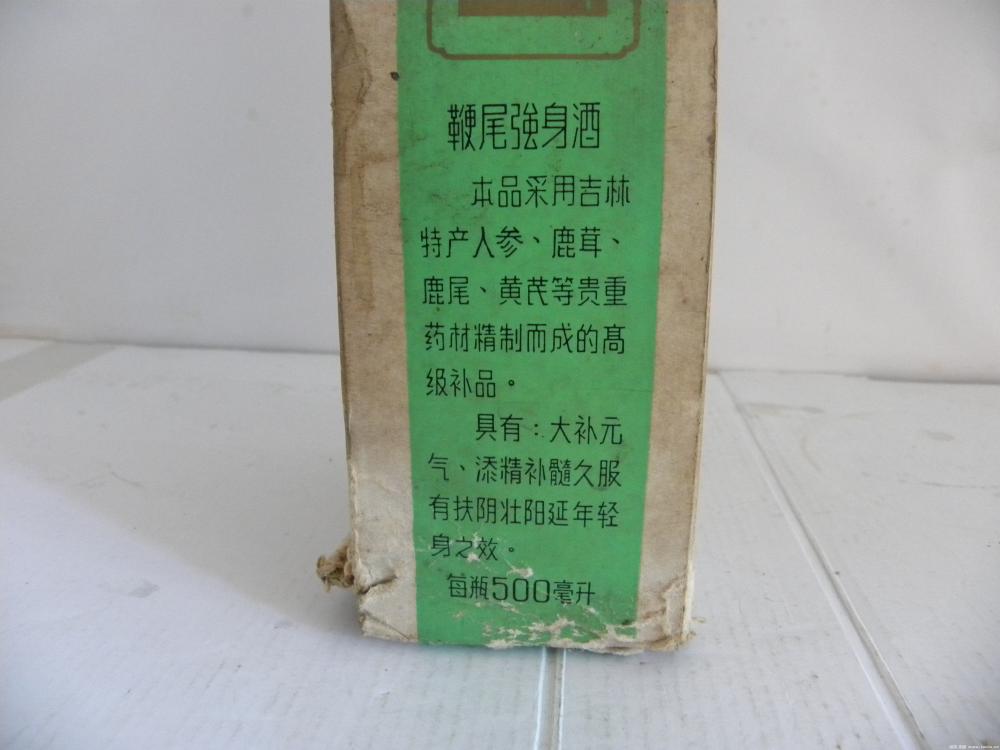 鞭尾強身酒
本品采用吉林
特产人参、鹿茸、
鹿尾、黄芪等贵重
药材精制而成的高
级补品。
具有：大补元
气、添精补髓久服
有扶阴壮阳延年轻
身之效。
每瓶500毫升